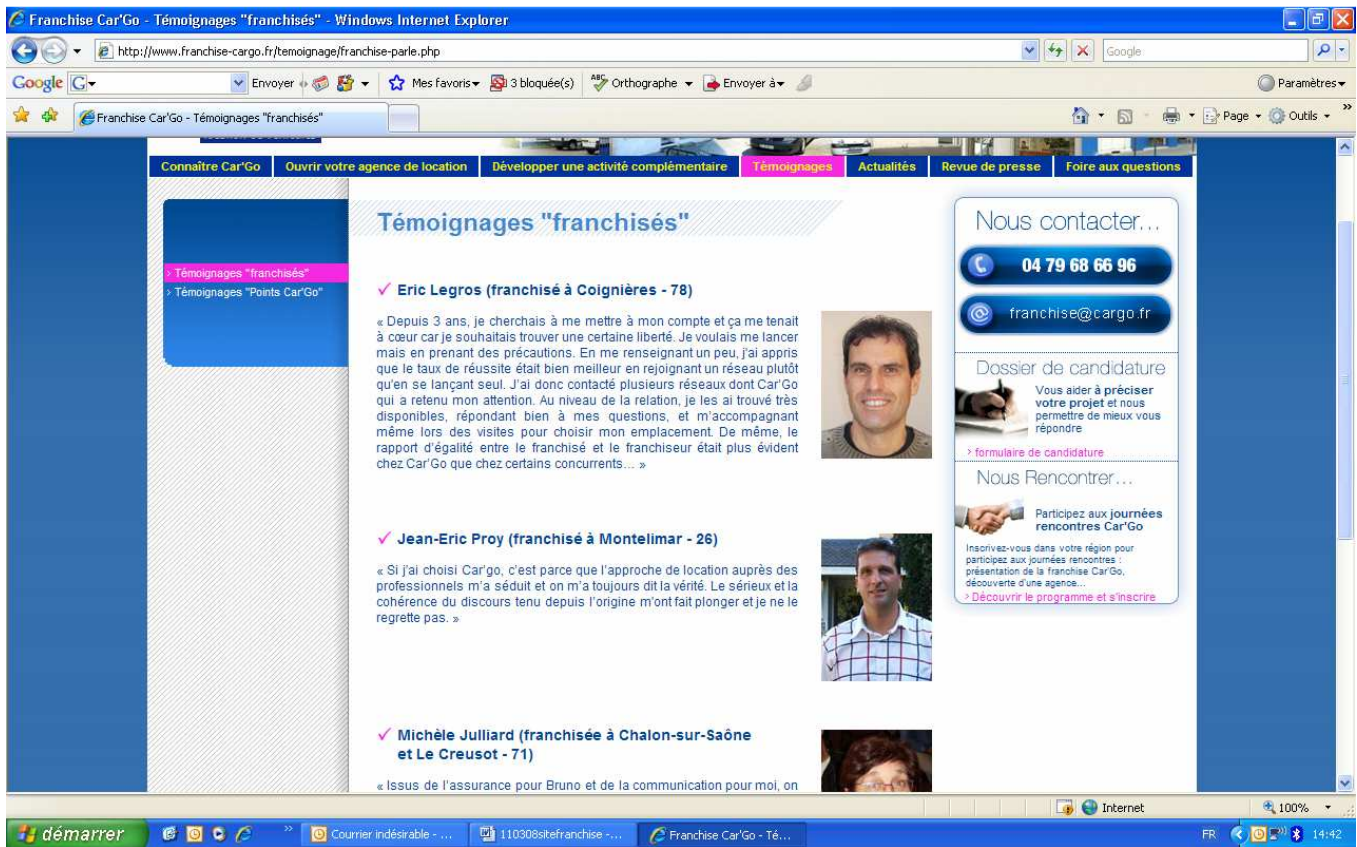 Franchise Car'Go - Témoignages "franchisés" - Windows Internet Explorer
http://www.franchise-cargo.fr/temoignage/franchise-parle.php
Google
Google G
Envoyer
Mes favoris
3 bloquée(s)
Orthographe
Envoyer à
Paramètres
Franchise Car'Go - Témoignages "franchisés"
Page
Outils
Connaître Car'Go
Ouvrir votre agence de location
Développer une activité complémentaire
Témoignages
Actualités
Revue de presse
Foire aux questions
> Témoignages "franchisés"
> Témoignages "Points Car'Go"
Témoignages "franchisés"
Eric Legros (franchisé à Coignières - 78)
« Depuis 3 ans, je cherchais à me mettre à mon compte et ça me tenait
à cœur car je souhaitais trouver une certaine liberté. Je voulais me lancer
mais en prenant des précautions. En me renseignant un peu, j'ai appris
que le taux de réussite était bien meilleur en rejoignant un réseau plutôt
qu'en se lançant seul. J'ai donc contacté plusieurs réseaux dont Car'Go
qui a retenu mon attention. Au niveau de la relation, je les ai trouvé très
disponibles, répondant bien à mes questions, et m'accompagnant
même lors des visites pour choisir mon emplacement. De même, le
rapport d'égalité entre le franchisé et le franchiseur était plus évident
chez Car'Go que chez certains concurrents... »
Jean-Eric Proy (franchisé à Montelimar - 26)
« Si j'ai choisi Car'go, c'est parce que l'approche de location auprès des
professionnels m'a séduit et on m'a toujours dit la vérité. Le sérieux et la
cohérence du discours tenu depuis l'origine m'ont fait plonger et je ne le
regrette pas. »
Michèle Julliard (franchisée à Chalon-sur-Saône
et Le Creusot - 71)
« Issus de l'assurance pour Bruno et de la communication pour moi, on
Nous contacter...
04 79 68 66 96
franchise@cargo.fr
Dossier de candidature
Vous aider à préciser
votre projet et nous
permettre de mieux vous
répondre
> formulaire de candidature
Nous Rencontrer...
Participez aux journées
rencontres Car'Go
Inscrivez-vous dans votre région pour
participez aux journées rencontres :
présentation de la franchise Car'Go,
découverte d'une agence...
> Découvrir le programme et s'inscrire
Internet
100%
démarrer
Courrier indésirable - ...
110308sitefranchise -...
Franchise Car'Go - Té...
FR
14:42